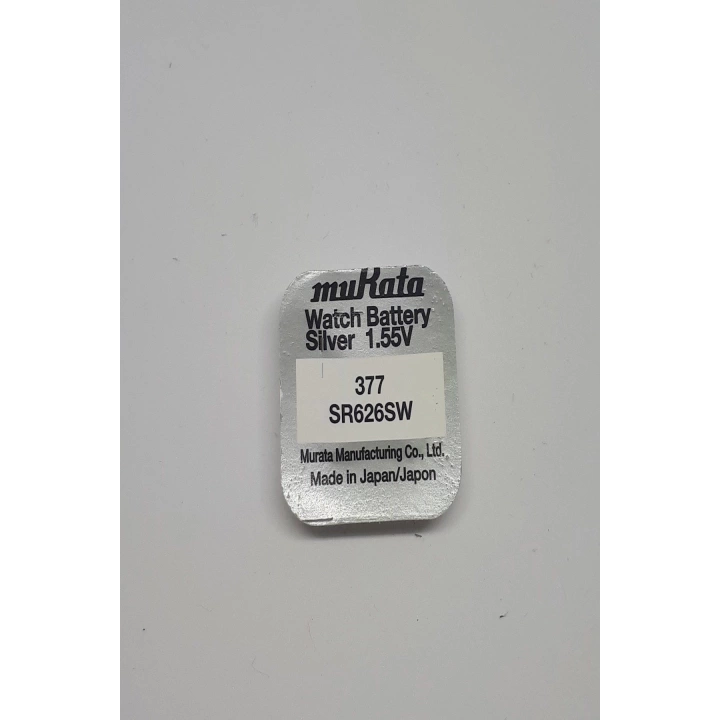 muRata
Watch Battery
Silver 1.55V
377
SR626SW
Murata Manufacturing Co., Ltd.
Made in Japan/Japon